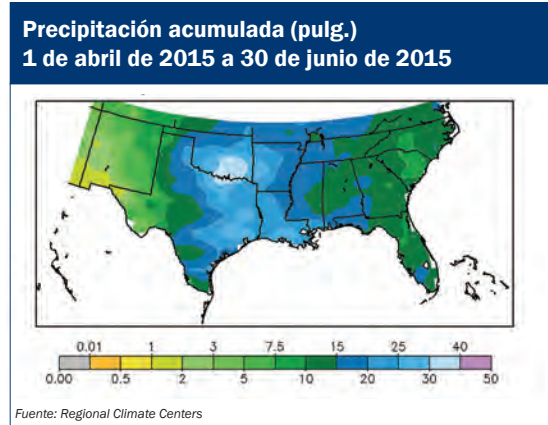 Precipitación acumulada (pulg.)
1 de abril de 2015 a 30 de junio de 2015
0.01 1 3 7.5 15 25 40
0.00 0.5 2 5 10 20 30 50
Fuente: Regional Climate Centers